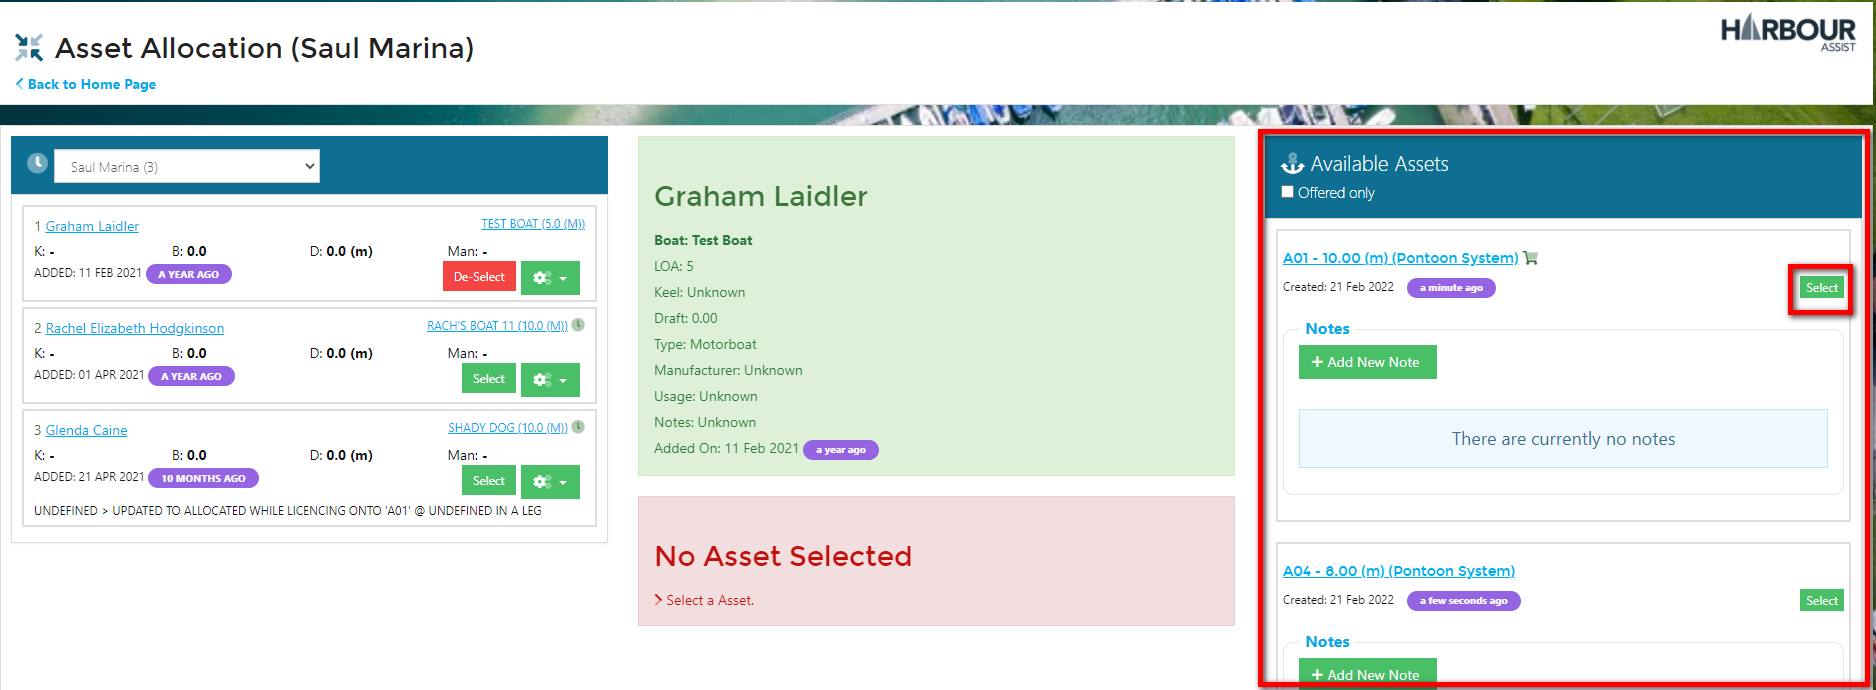 Asset Allocation (Saul Marina)
HARBOUR
ASSIST
Back to Home Page
Saul Marina (3)
1 Graham Laidler
TEST BOAT (5.0 (M))
K: - B: 0.0 D: 0.0 (m) Man: -
ADDED: 11 FEB 2021 A YEAR AGO
De-Select
2 Rachel Elizabeth Hodgkinson
RACH'S BOAT 11 (10.0 (M))
K: - B: 0.0 D: 0.0 (m) Man: -
ADDED: 01 APR 2021 A YEAR AGO
Select
3 Glenda Caine
SHADY DOG (10.0 (M))
K: - B: 0.0 D: 0.0 (m) Man: -
ADDED: 21 APR 2021 10 MONTHS AGO
Select
UNDEFINED > UPDATED TO ALLOCATED WHILE LICENCING ONTO 'A01' @ UNDEFINED IN A LEG
Graham Laidler
Boat: Test Boat
LOA: 5
Keel: Unknown
Draft: 0.00
Type: Motorboat
Manufacturer: Unknown
Usage: Unknown
Notes: Unknown
Added On: 11 Feb 2021 a year ago
No Asset Selected
Select a Asset.
Available Assets
Offered only
A01 - 10.00 (m) (Pontoon System)
Created: 21 Feb 2022 a minute ago
Select
Notes
+ Add New Note
There are currently no notes
A04 - 8.00 (m) (Pontoon System)
Created: 21 Feb 2022 a few seconds ago
Select
Notes
+ Add New Note